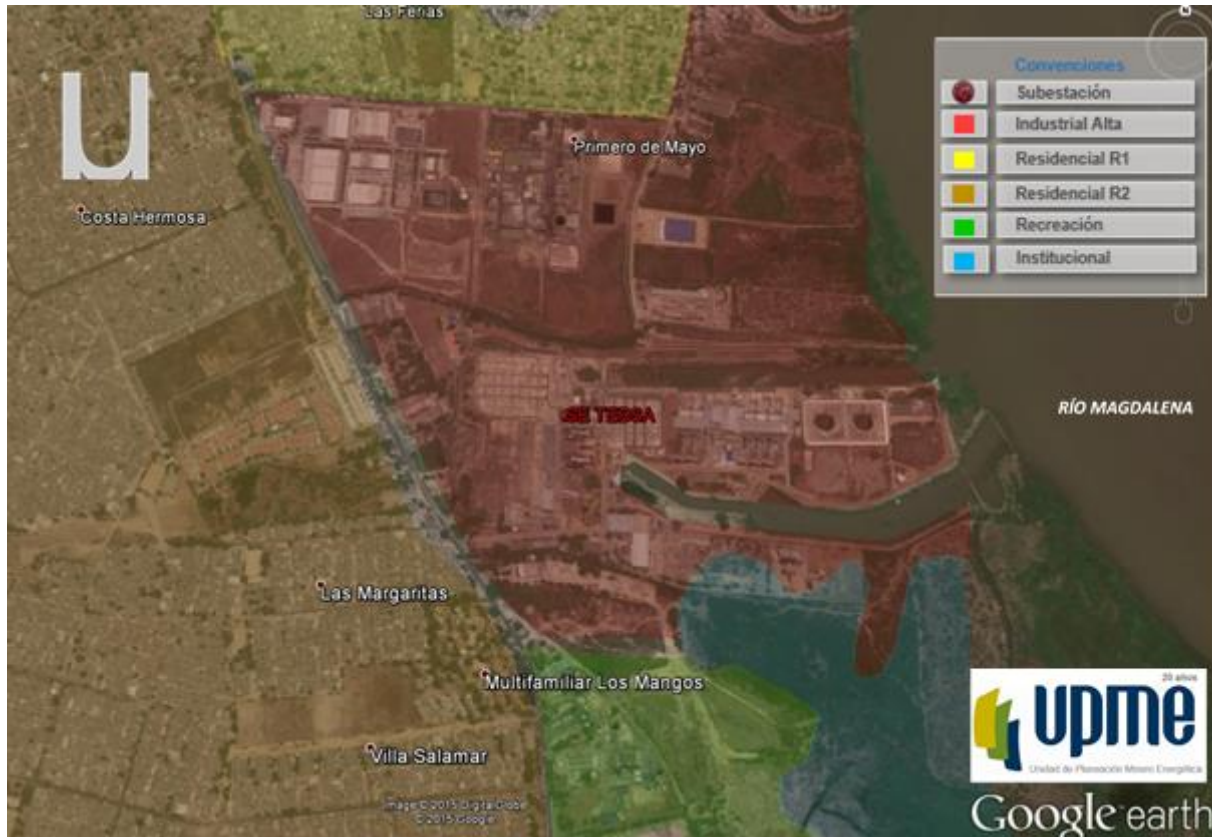 Las Ferias
N
Convenciones
Subestación
Industrial Alta
Residencial R1
Residencial R2
Recreación
Institucional
Primero de Mayo
Costa Hermosa
RÍO MAGDALENA
SE TEBSA
Las Margaritas
Multifamiliar Los Mangos
Villa Salamar
20 años
upme
Unidad de Planeación Minero Energética
Image © 2015 DigitalGlobe
© 2015 Google
Google earth